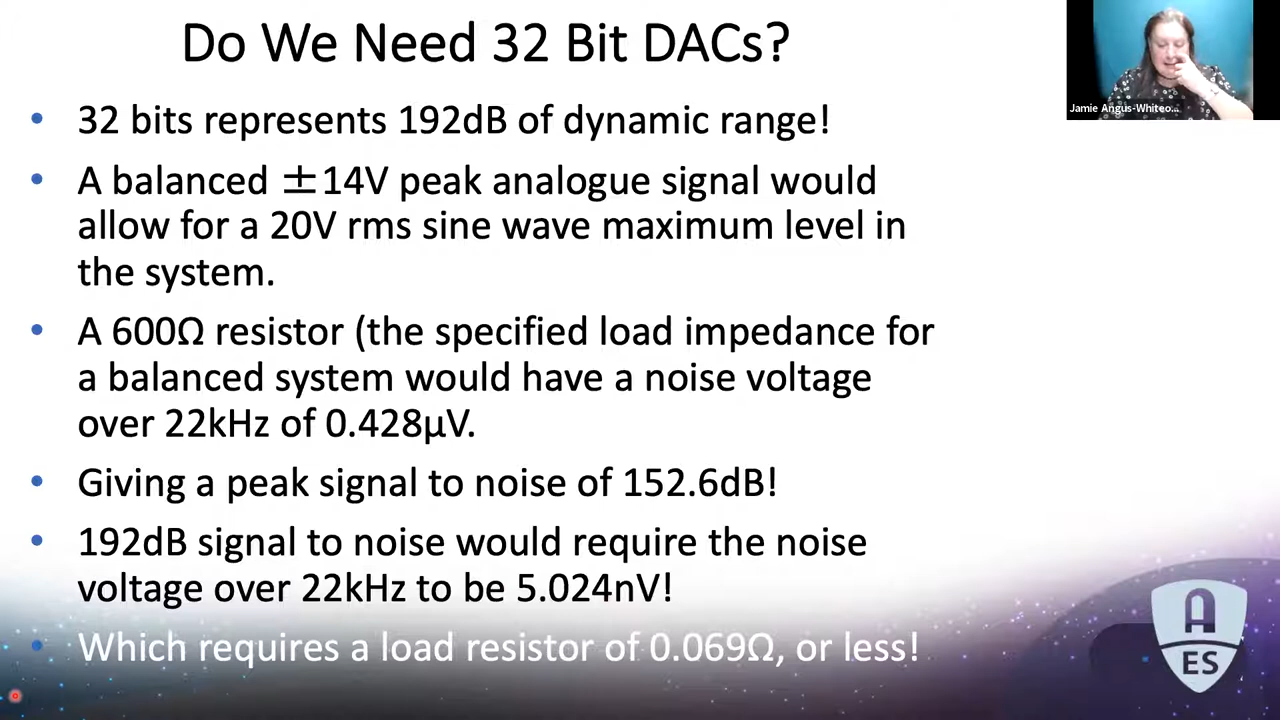 Do We Need 32 Bit DACs?
Jamie Angus-Whiteo...
• 32 bits represents 192dB of dynamic range!
• A balanced ±14V peak analogue signal would
allow for a 20V rms sine wave maximum level in
the system.
• A 600Ω resistor (the specified load impedance for
a balanced system would have a noise voltage
over 22kHz of 0.428µV.
• Giving a peak signal to noise of 152.6dB!
• 192dB signal to noise would require the noise
voltage over 22kHz to be 5.024nV!
• Which requires a load resistor of 0.069Ω, or less!
A
ES